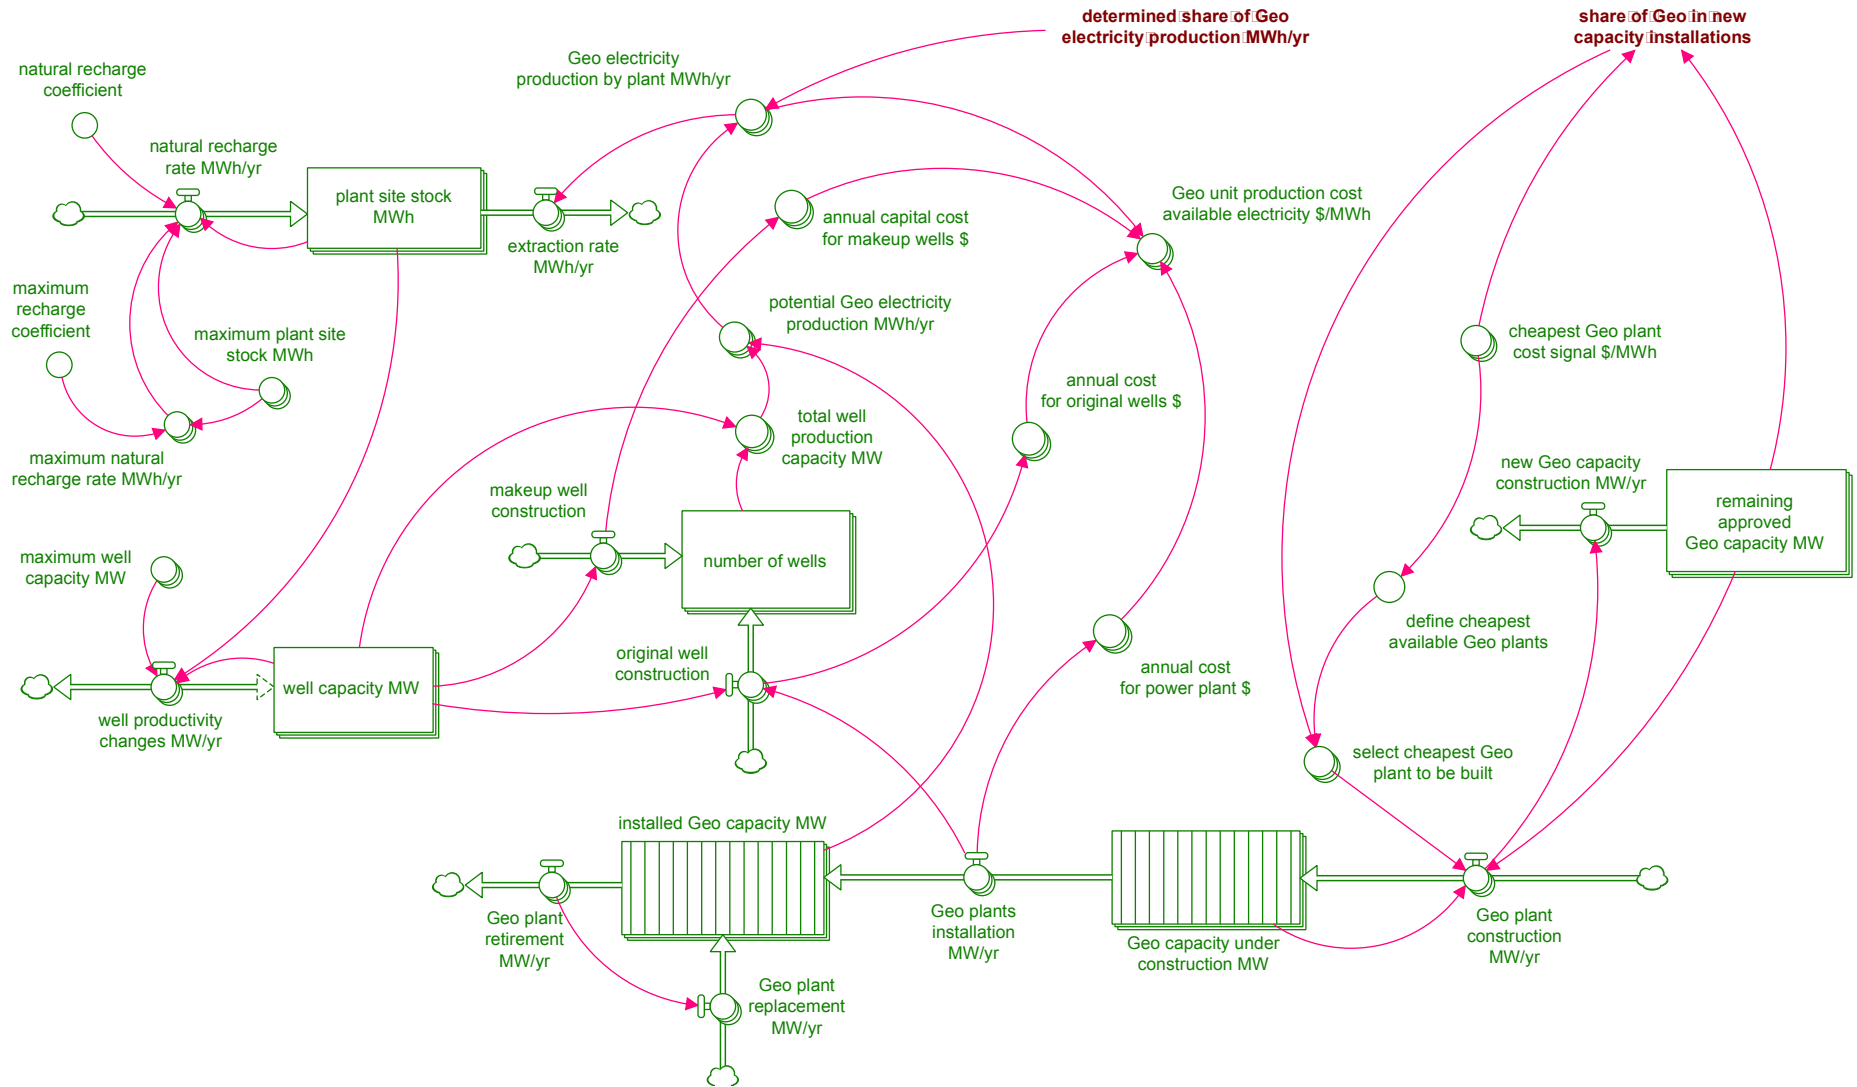 determined share of Geo
electricity production MWh/yr
share of Geo in new
capacity installations
Geo electricity
production by plant MWh/yr
natural recharge
coefficient
natural recharge
rate MWh/yr
plant site stock
MWh
extraction rate
MWh/yr
annual capital cost
for makeup wells $
Geo unit production cost
available electricity $/MWh
maximum
recharge
coefficient
maximum plant site
stock MWh
potential Geo electricity
production MWh/yr
cheapest Geo plant
cost signal $/MWh
annual cost
for original wells $
total well
production
capacity MW
maximum natural
recharge rate MWh/yr
new Geo capacity
construction MW/yr
remaining
approved
Geo capacity MW
makeup well
construction
number of wells
maximum well
capacity MW
define cheapest
available Geo plants
original well
construction
annual cost
for power plant $
well capacity MW
well productivity
changes MW/yr
select cheapest Geo
plant to be built
installed Geo capacity MW
Geo plant
retirement
MW/yr
Geo plants
installation
MW/yr
Geo capacity under
construction MW
Geo plant
construction
MW/yr
Geo plant
replacement
MW/yr